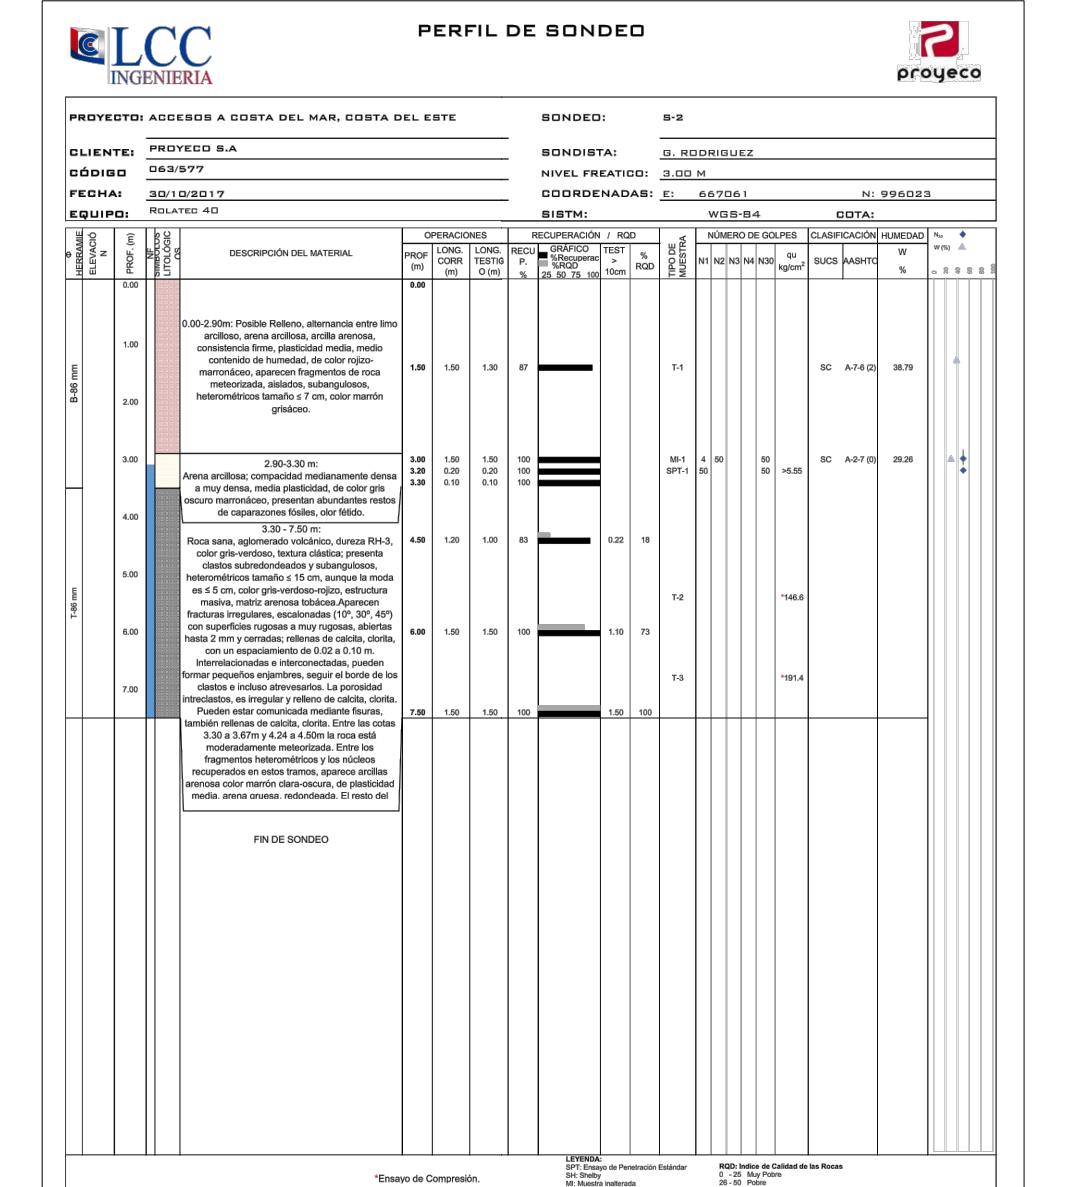 PERFIL DE SONDEO
LCC
INGENIERIA
proyeco
PROYECTO: ACCESOS A COSTA DEL MAR, COSTA DEL ESTE
SONDEO: S-2
CLIENTE: PROYECO S.A
SONDISTA: G. RODRIGUEZ
CÓDIGO 063/577
NIVEL FREATICO: 3.00 M
FECHA: 30/10/2017
COORDENADAS: E: 667061 N: 996023
EQUIPO: ROLATEC 40
SISTM: WGS-84 COTA:
Φ HERRAMIE
ELEVACIÓ
N
PROF. (m)
NF
SIMBOLOS
LITOLÓGIC
OS
DESCRIPCIÓN DEL MATERIAL
OPERACIONES
PROF (m)
LONG. CORR (m)
LONG. TESTIG O (m)
RECUPERACIÓN / RQD
RECU P. %
GRÁFICO
%Recuperac
%RQD
25 50 75 100
TEST > 10cm
% RQD
TIPO DE MUESTRA
NÚMERO DE GOLPES
N1 N2 N3 N4 N30
qu kg/cm²
CLASIFICACIÓN
SUCS AASHTO
HUMEDAD
W
%
N₃₀
W (%)
0 20 40 60 80 100
B-86 mm
T-86 mm
0.00
1.00
2.00
3.00
4.00
5.00
6.00
7.00
0.00-2.90m: Posible Relleno, alternancia entre limo
arcilloso, arena arcillosa, arcilla arenosa,
consistencia firme, plasticidad media, medio
contenido de humedad, de color rojizo-
marronáceo, aparecen fragmentos de roca
meteorizada, aislados, subangulosos,
heterométricos tamaño ≤ 7 cm, color marrón
grisáceo.
2.90-3.30 m:
Arena arcillosa; compacidad medianamente densa
a muy densa, media plasticidad, de color gris
oscuro marronáceo, presentan abundantes restos
de caparazones fósiles, olor fétido.
3.30 - 7.50 m:
Roca sana, aglomerado volcánico, dureza RH-3,
color gris-verdoso, textura clástica; presenta
clastos subredondeados y subangulosos,
heterométricos tamaño ≤ 15 cm, aunque la moda
es ≤ 5 cm, color gris-verdoso-rojizo, estructura
masiva, matriz arenosa tobácea.Aparecen
fracturas irregulares, escalonadas (10º, 30º, 45º)
con superficies rugosas a muy rugosas, abiertas
hasta 2 mm y cerradas; rellenas de calcita, clorita,
con un espaciamiento de 0.02 a 0.10 m.
Interrelacionadas e interconectadas, pueden
formar pequeños enjambres, seguir el borde de los
clastos e incluso atrevesarlos. La porosidad
intreclastos, es irregular y relleno de calcita, clorita.
Pueden estar comunicada mediante fisuras,
también rellenas de calcita, clorita. Entre las cotas
3.30 a 3.67m y 4.24 a 4.50m la roca está
moderadamente meteorizada. Entre los
fragmentos heterométricos y los núcleos
recuperados en estos tramos, aparece arcillas
arenosa color marrón clara-oscura, de plasticidad
media, arena gruesa, redondeada. El resto del
FIN DE SONDEO
0.00
1.50 1.50 1.30 87 T-1 SC A-7-6 (2) 38.79
3.00 1.50 1.50 100 MI-1 4 50 50 SC A-2-7 (0) 29.26
3.20 0.20 0.20 100 SPT-1 50 50 >5.55
3.30 0.10 0.10 100
4.50 1.20 1.00 83 0.22 18
T-2 *146.6
6.00 1.50 1.50 100 1.10 73
T-3 *191.4
7.50 1.50 1.50 100 1.50 100
*Ensayo de Compresión.
LEYENDA:
SPT: Ensayo de Penetración Estándar
SH: Shelby
MI: Muestra inalterada
RQD: Indice de Calidad de las Rocas
0 - 25 Muy Pobre
26 - 50 Pobre